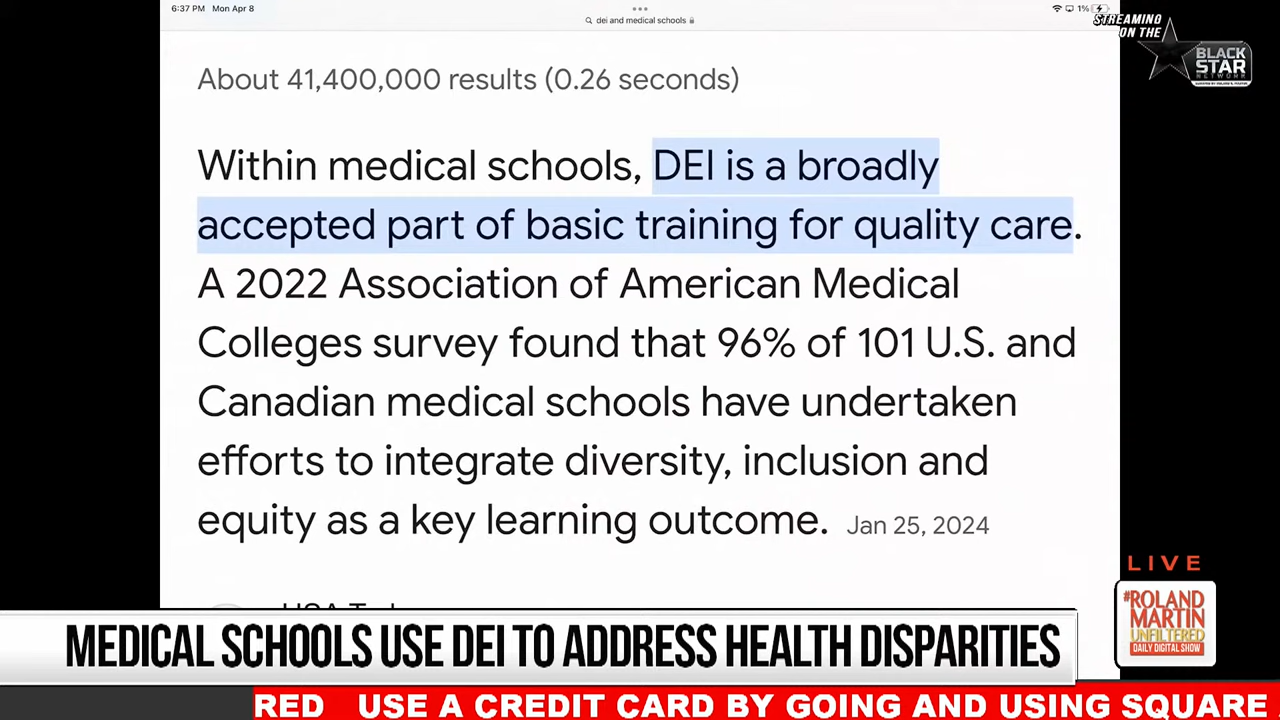 6:37 PM Mon Apr 8
1%
dei and medical schools
STREAMING
ON THE
BLACK
STAR
NETWORK
About 41,400,000 results (0.26 seconds)
Within medical schools, DEI is a broadly
accepted part of basic training for quality care.
A 2022 Association of American Medical
Colleges survey found that 96% of 101 U.S. and
Canadian medical schools have undertaken
efforts to integrate diversity, inclusion and
equity as a key learning outcome. Jan 25, 2024
LIVE
#ROLAND
MARTIN
UNFILTERED
DAILY DIGITAL SHOW
MEDICAL SCHOOLS USE DEI TO ADDRESS HEALTH DISPARITIES
RED USE A CREDIT CARD BY GOING AND USING SQUARE